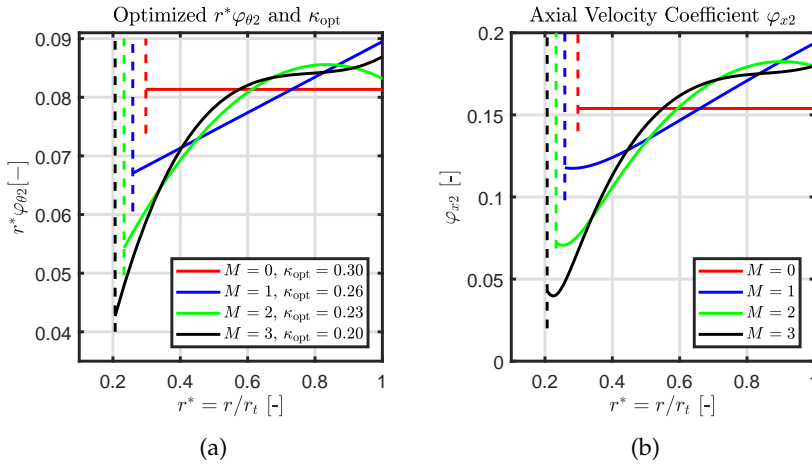 Optimized r*φθ2 and κopt
0.09
0.08
0.07
0.06
0.05
0.04
r*φθ2[−]
M = 0, κopt = 0.30
M = 1, κopt = 0.26
M = 2, κopt = 0.23
M = 3, κopt = 0.20
0.2 0.4 0.6 0.8 1
r* = r/rt [-]
(a)
Axial Velocity Coefficient φx2
0.2
0.15
0.1
0.05
0
φx2 [-]
M = 0
M = 1
M = 2
M = 3
0.2 0.4 0.6 0.8 1
r* = r/rt [-]
(b)